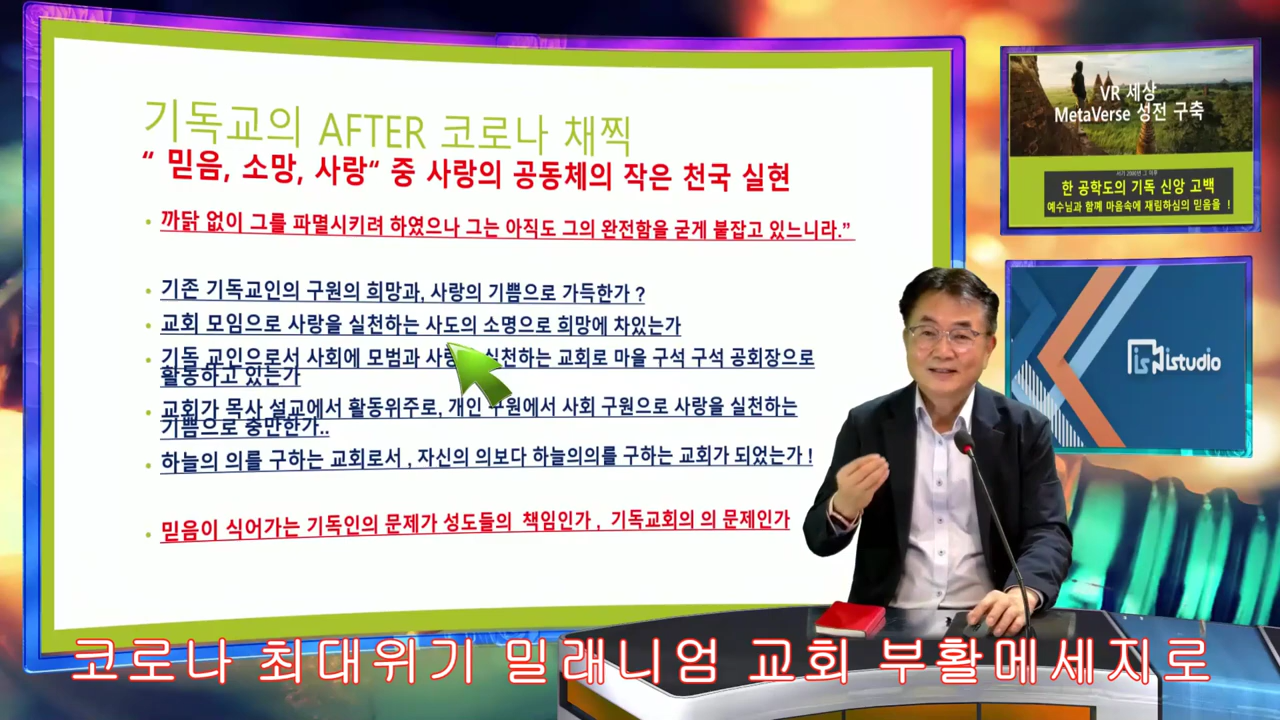 기독교의 AFTER 코로나 채찍
“ 믿음, 소망, 사랑“ 중 사랑의 공동체의 작은 천국 실현
• 까닭 없이 그를 파멸시키려 하였으나 그는 아직도 그의 완전함을 굳게 붙잡고 있느니라.”
• 기존 기독교인의 구원의 희망과, 사랑의 기쁨으로 가득한가 ?
• 교회 모임으로 사랑을 실천하는 사도의 소명으로 희망에 차있는가
• 기독 교인으로서 사회에 모범과 실천하는 교회로 마을 구석 구석 공회장으로
활동하고 있는가
• 교회가 목사 설교에서 활동위주로, 개인 구원에서 사회 구원으로 사랑을 실천하는
기쁨으로 충만한가..
• 하늘의 의를 구하는 교회로서 , 자신의 의보다 하늘의의를 구하는 교회가 되었는가 !
• 믿음이 식어가는 기독인의 문제가 성도들의 책임인가 , 기독교회의 의 문제인가
VR 세상
MetaVerse 성전 구축
서기 2000년 그 이후
한 공학도의 기독 신앙 고백
예수님과 함께 마음속에 재림하심의 믿음을 !
is istudio
코로나 최대위기 밀래니엄 교회 부활메세지로